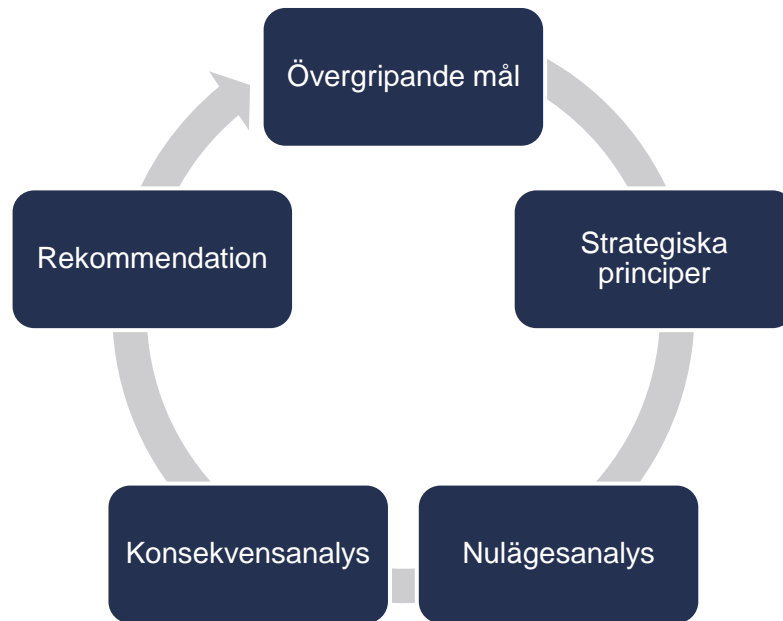 Övergripande mål
Strategiska
principer
Nulägesanalys
Konsekvensanalys
Rekommendation